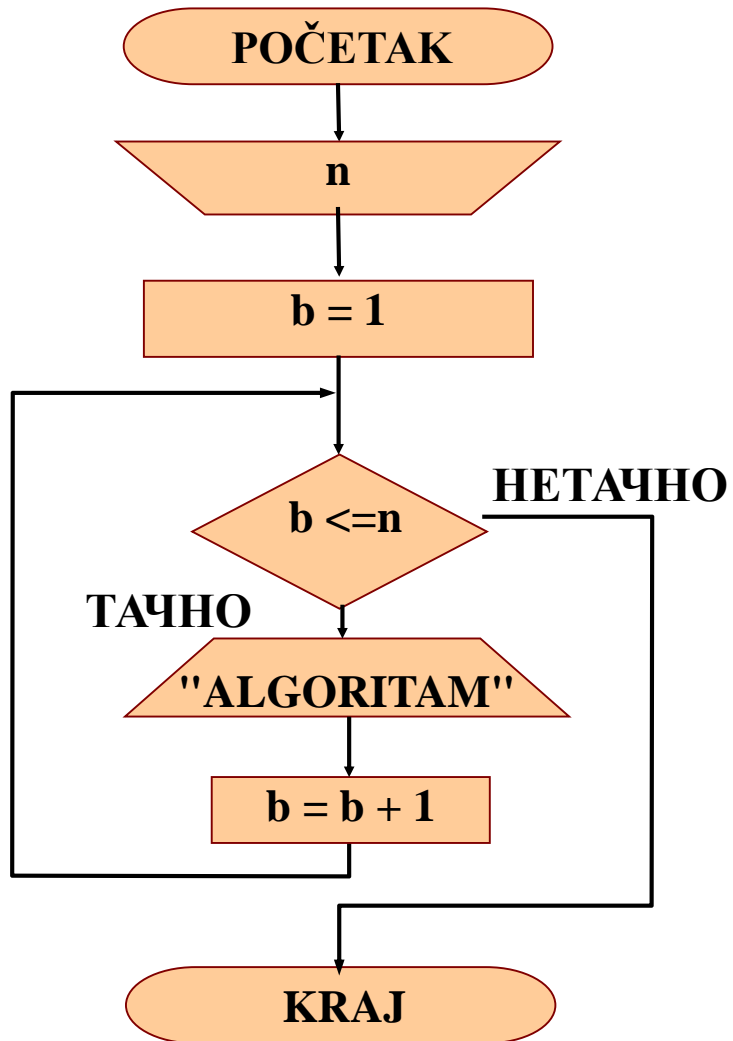 POČETAK
n
b = 1
b <=n
НЕТАЧНО
ТАЧНО
"ALGORITAM"
b = b + 1
KRAJ